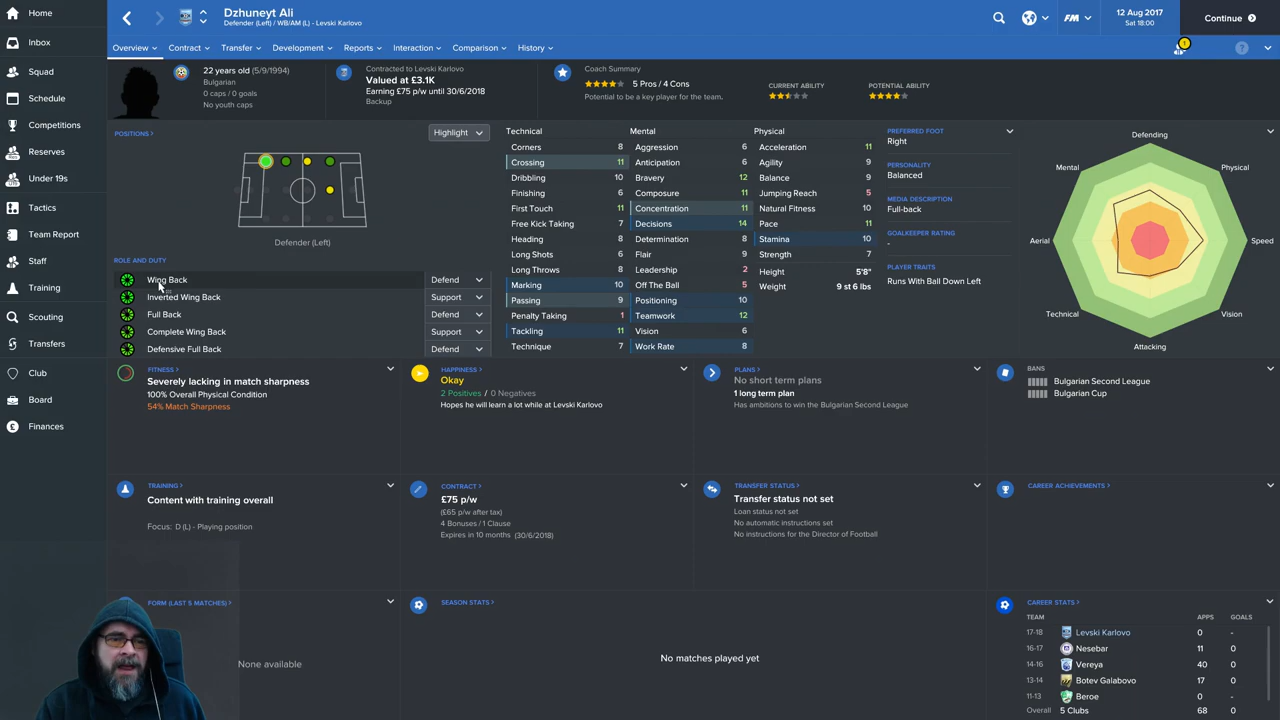 Home
Inbox
Squad
Schedule
Competitions
Reserves
Under 19s
Tactics
Team Report
Staff
Training
Scouting
Transfers
Club
Board
Finances
Dzhuneyt Ali
Defender (Left) / WB/AM (L) - Levski Karlovo
FM
12 Aug 2017
Sat 18:00
Continue
Overview
Contract
Transfer
Development
Reports
Interaction
Comparison
History
1
?
22 years old (5/9/1994)
Bulgarian
0 caps / 0 goals
No youth caps
Contracted to Levski Karlovo
Valued at £3.1K
Earning £75 p/w until 30/6/2018
Backup
Coach Summary
5 Pros / 4 Cons
Potential to be a key player for the team.
CURRENT ABILITY
POTENTIAL ABILITY
POSITIONS >
Highlight
Defender (Left)
ROLE AND DUTY
Wing Back Defend
Inverted Wing Back Support
Full Back Defend
Complete Wing Back Support
Defensive Full Back Defend
Technical
Corners 8
Crossing 11
Dribbling 10
Finishing 6
First Touch 11
Free Kick Taking 7
Heading 8
Long Shots 6
Long Throws 8
Marking 10
Passing 9
Penalty Taking 1
Tackling 11
Technique 7
Mental
Aggression 6
Anticipation 6
Bravery 12
Composure 11
Concentration 11
Decisions 14
Determination 8
Flair 9
Leadership 2
Off The Ball 5
Positioning 10
Teamwork 12
Vision 6
Work Rate 8
Physical
Acceleration 11
Agility 9
Balance 9
Jumping Reach 5
Natural Fitness 10
Pace 11
Stamina 10
Strength 7
Height 5'8"
Weight 9 st 6 lbs
PREFERRED FOOT
Right
PERSONALITY
Balanced
MEDIA DESCRIPTION
Full-back
GOALKEEPER RATING
-
PLAYER TRAITS
Runs With Ball Down Left
Defending
Physical
Speed
Vision
Attacking
Technical
Aerial
Mental
FITNESS >
Severely lacking in match sharpness
100% Overall Physical Condition
54% Match Sharpness
HAPPINESS >
Okay
2 Positives / 0 Negatives
Hopes he will learn a lot while at Levski Karlovo
PLANS >
No short term plans
1 long term plan
Has ambitions to win the Bulgarian Second League
BANS
Bulgarian Second League
Bulgarian Cup
TRAINING >
Content with training overall
Focus: D (L) - Playing position
CONTRACT >
£75 p/w
(£65 p/w after tax)
4 Bonuses / 1 Clause
Expires in 10 months (30/6/2018)
TRANSFER STATUS >
Transfer status not set
Loan status not set
No automatic instructions set
No instructions for the Director of Football
CAREER ACHIEVEMENTS >
FORM (LAST 5 MATCHES) >
None available
SEASON STATS >
No matches played yet
CAREER STATS >
TEAM APPS GOALS
17-18 Levski Karlovo 0 -
16-17 Nesebar 11 0
14-16 Vereya 40 0
13-14 Botev Galabovo 17 0
11-13 Beroe 0 -
Overall 5 Clubs 68 0